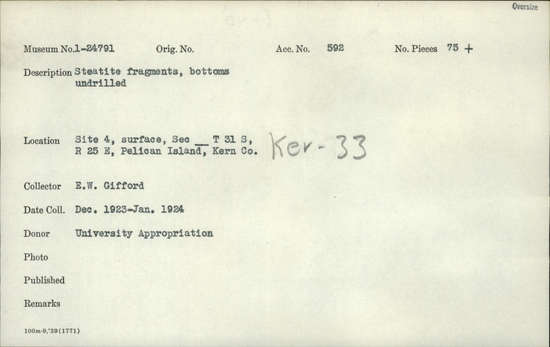 Oversize
Museum No. 1-24791 Orig. No. Acc. No. 592 No. Pieces 75 +
Description Steatite fragments, bottoms
undrilled
Location Site 4, surface, Sec __ T 31 S,
R 25 E, Pelican Island, Kern Co. Ker-33
Collector E.W. Gifford
Date Coll. Dec. 1923-Jan. 1924
Donor University Appropriation
Photo
Published
Remarks
100m-9,'39(1771)